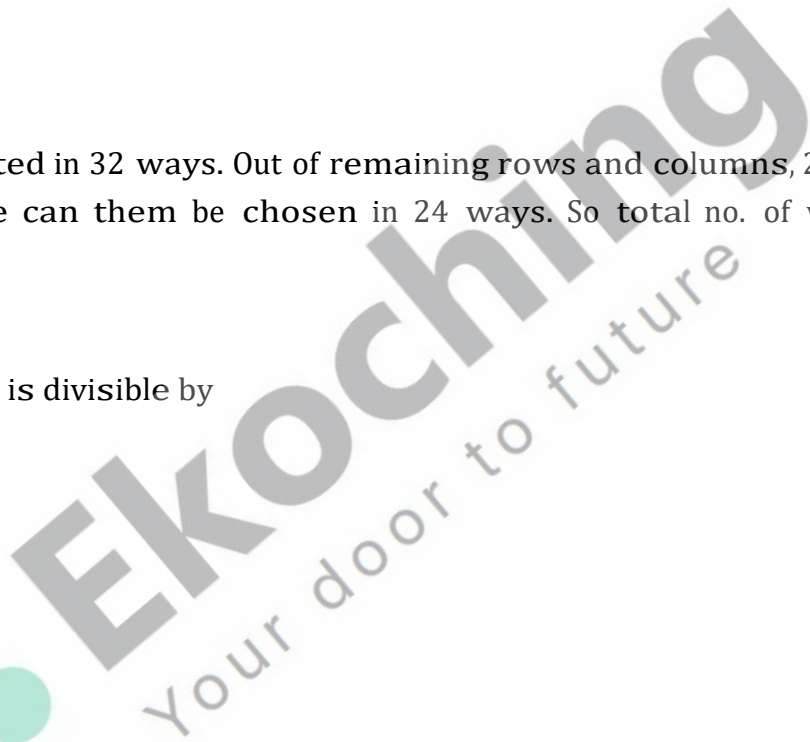 ted in 32 ways. Out of remaining rows and columns, 2
e can them be chosen in 24 ways. So total no. of
is divisible by
Ekoching
Your door to future